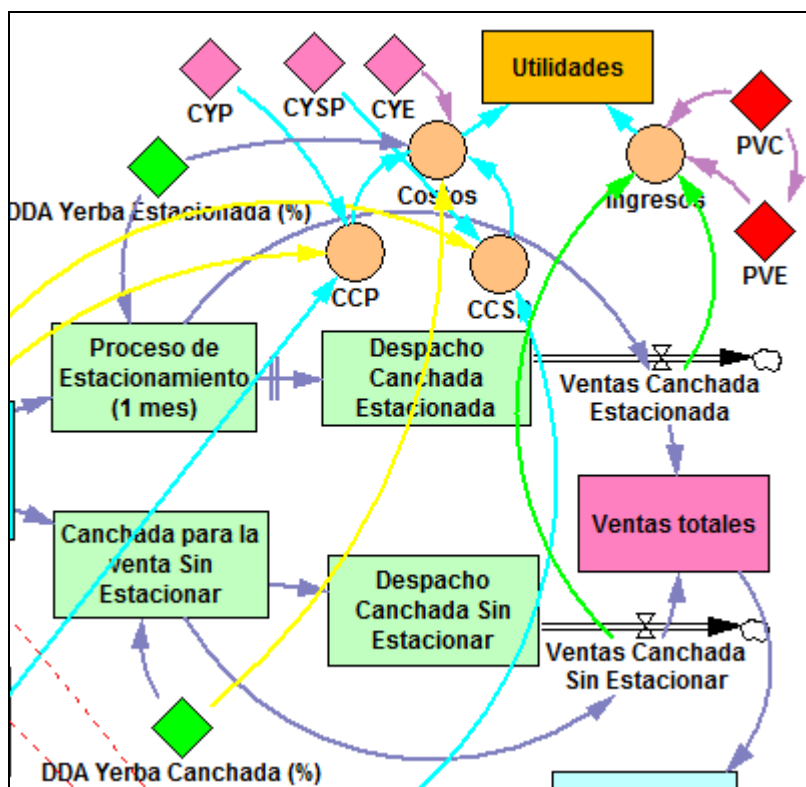 Utilidades
CYP
CYSP
CYE
PVC
Costos
Ingresos
DDA Yerba Estacionada (%)
PVE
CCP
CCSP
Proceso de
Estacionamiento
(1 mes)
Despacho
Canchada
Estacionada
Ventas Canchada
Estacionada
Ventas totales
Canchada para la
venta Sin
Estacionar
Despacho
Canchada Sin
Estacionar
Ventas Canchada
Sin Estacionar
DDA Yerba Canchada (%)